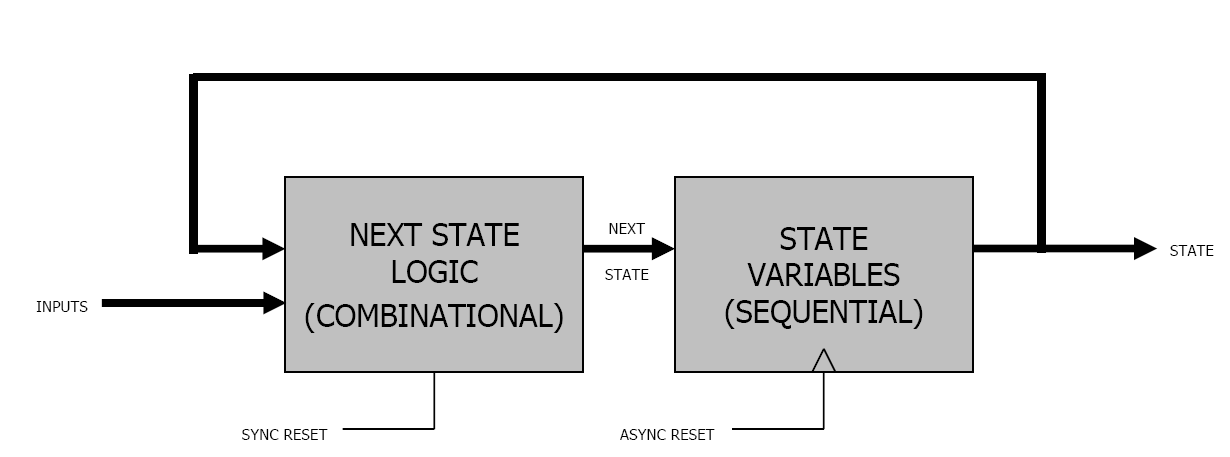 NEXT STATE
LOGIC
(COMBINATIONAL)
NEXT
STATE
STATE
VARIABLES
(SEQUENTIAL)
STATE
INPUTS
SYNC RESET
ASYNC RESET